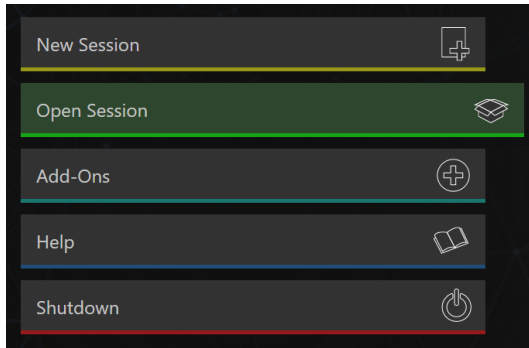 New Session
Open Session
Add-Ons
Help
Shutdown